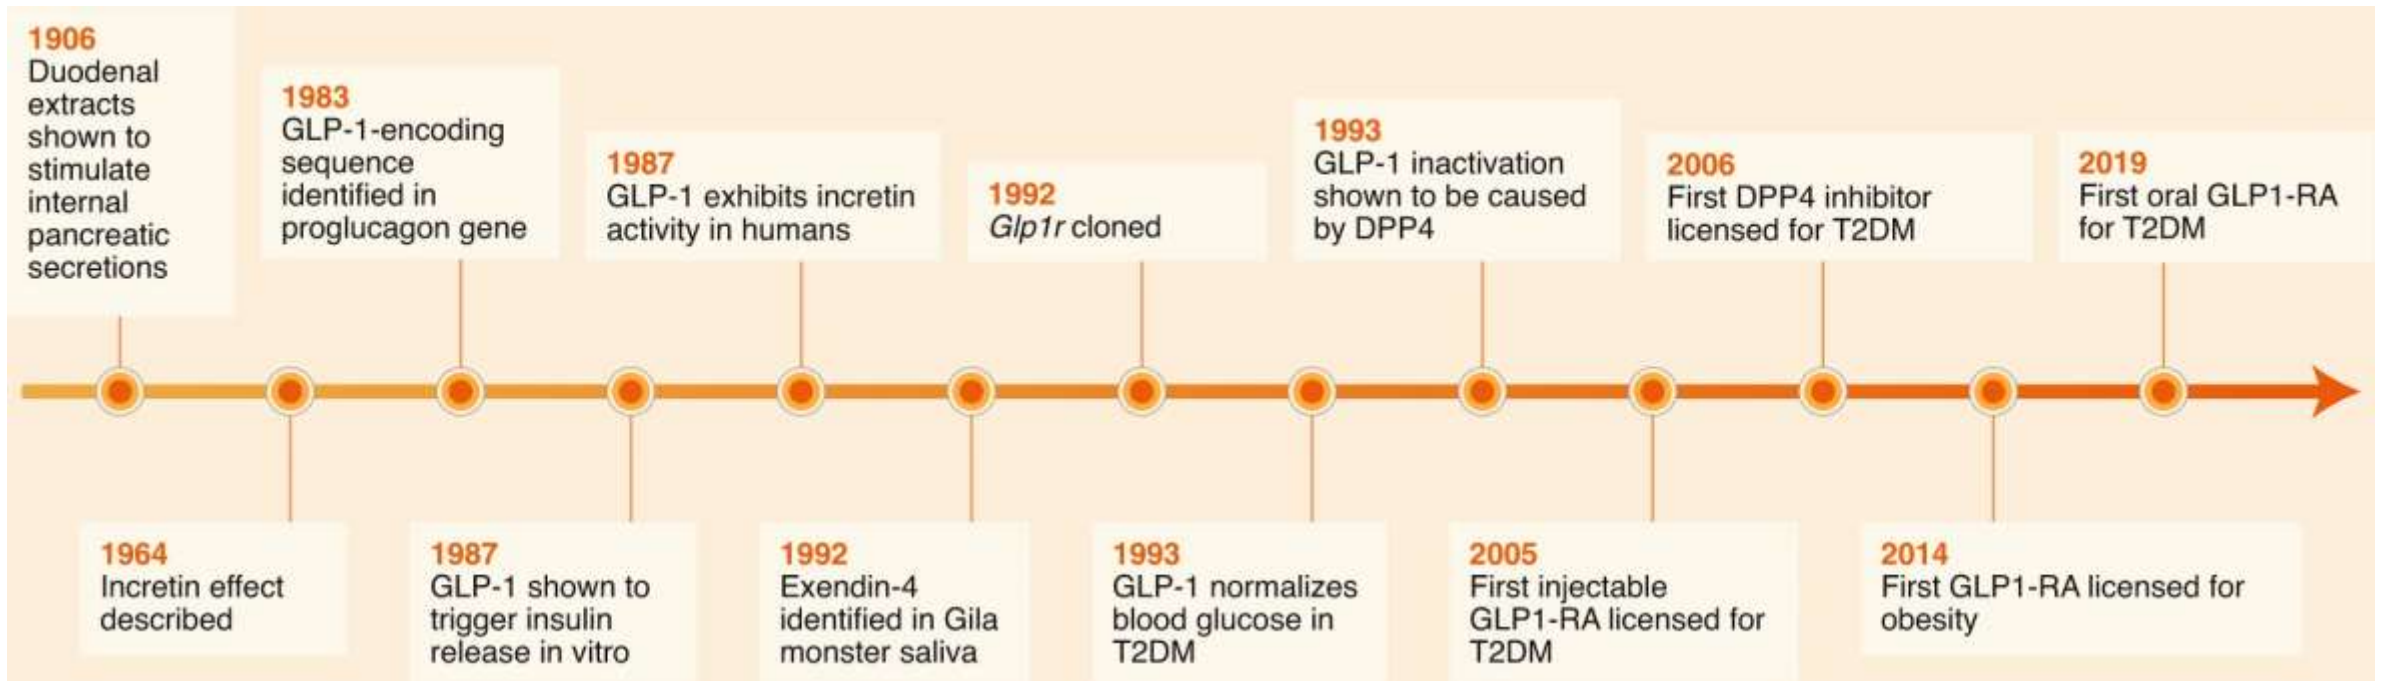 1906
Duodenal
extracts
shown to
stimulate
internal
pancreatic
secretions
1964
Incretin effect
described
1983
GLP-1-encoding
sequence
identified in
proglucagon gene
1987
GLP-1 shown to
trigger insulin
release in vitro
1987
GLP-1 exhibits incretin
activity in humans
1992
Exendin-4
identified in Gila
monster saliva
1992
Glp1r cloned
1993
GLP-1 normalizes
blood glucose in
T2DM
1993
GLP-1 inactivation
shown to be caused
by DPP4
2005
First injectable
GLP1-RA licensed for
T2DM
2006
First DPP4 inhibitor
licensed for T2DM
2014
First GLP1-RA licensed for
obesity
2019
First oral GLP1-RA
for T2DM